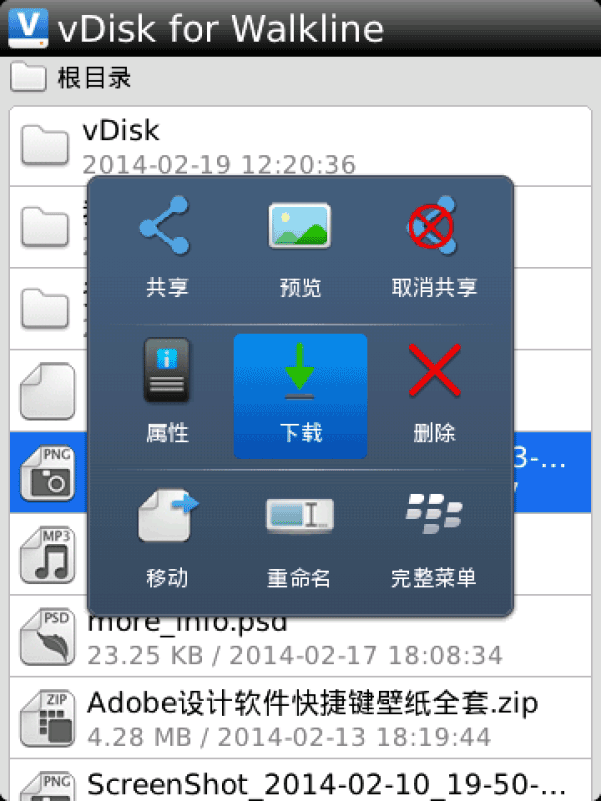 vDisk for Walkline
根目录
vDisk
2014-02-19 12:20:36
共享
预览
取消共享
属性
下载
删除
PNG
3-...
移动
重命名
完整菜单
MP3
more_info.psd
PSD
23.25 KB / 2014-02-17 18:08:34
Adobe设计软件快捷键壁纸全套.zip
ZIP
4.28 MB / 2014-02-13 18:19:44
ScreenShot_2014-02-10_19-50-...
PNG